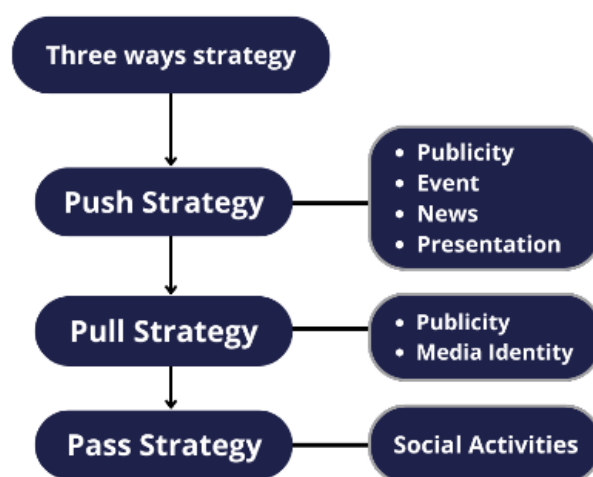 Three ways strategy
Push Strategy
• Publicity
• Event
• News
• Presentation
Pull Strategy
• Publicity
• Media Identity
Pass Strategy
Social Activities